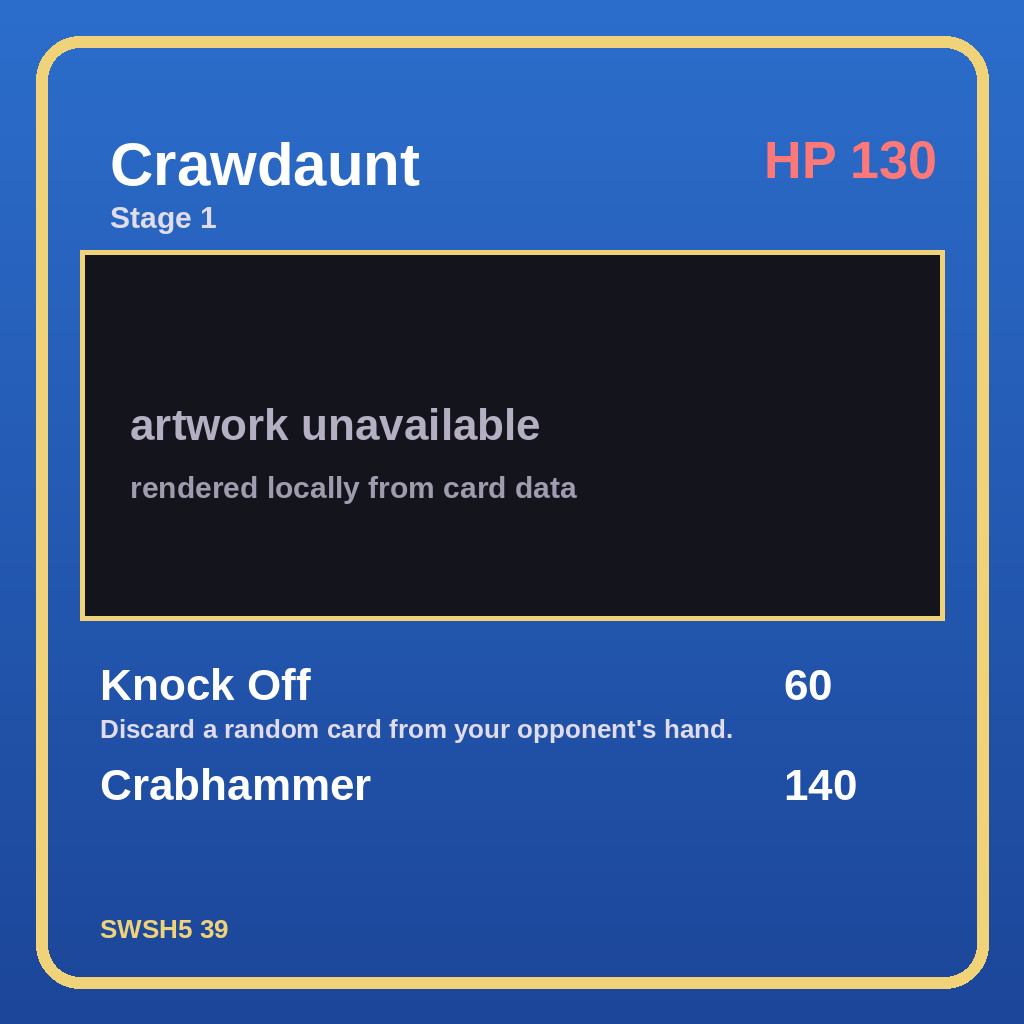 Crawdaunt
HP 130
Stage 1
artwork unavailable
rendered locally from card data
Knock Off 60
Discard a random card from your opponent's hand.
Crabhammer 140
SWSH5 39